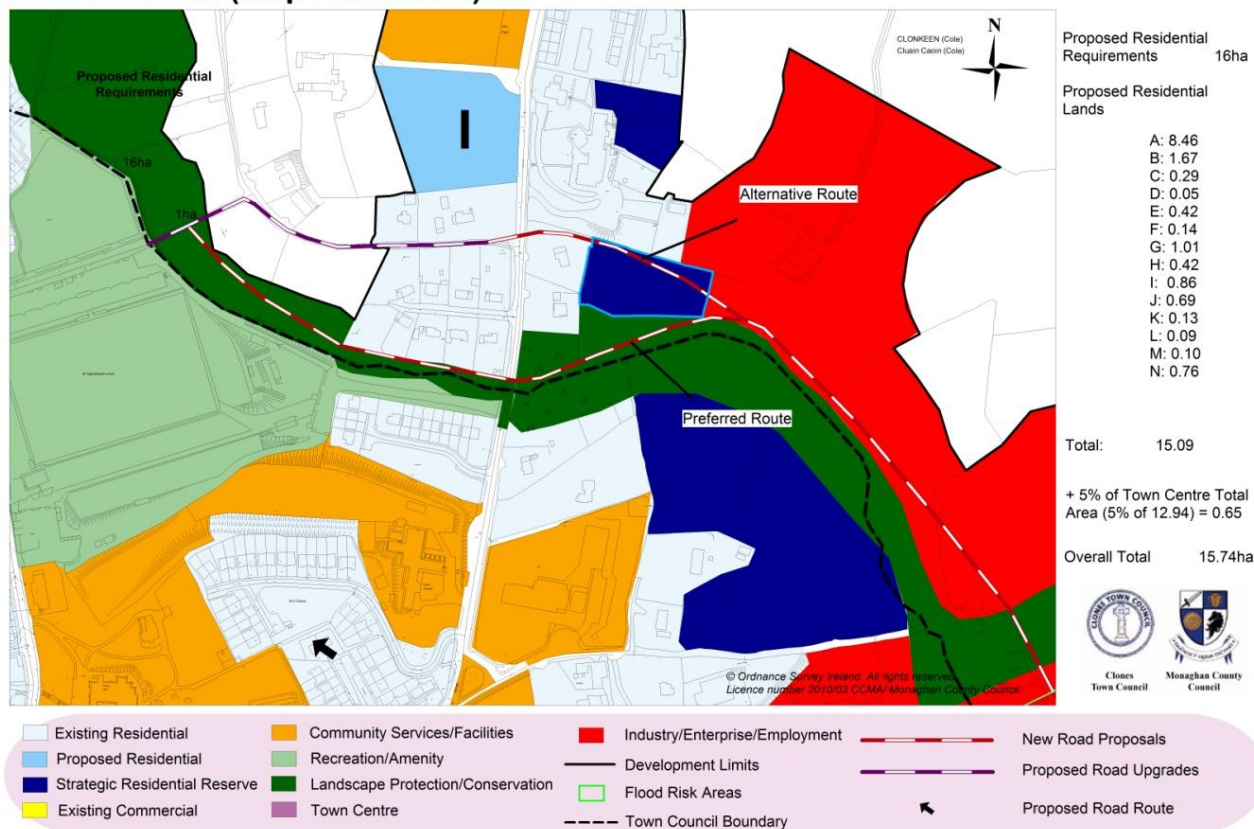 N
CLONKEEN (Cole)
Cluain Caoin (Cole)
Proposed Residential
Requirements
16ha
1ha
I
Alternative Route
Preferred Route
© Ordnance Survey Ireland. All rights reserved.
Licence number 2010/03 CCMA/ Monaghan County Council
Proposed Residential
Requirements 16ha
Proposed Residential
Lands
A: 8.46
B: 1.67
C: 0.29
D: 0.05
E: 0.42
F: 0.14
G: 1.01
H: 0.42
I: 0.86
J: 0.69
K: 0.13
L: 0.09
M: 0.10
N: 0.76
Total: 15.09
+ 5% of Town Centre Total
Area (5% of 12.94) = 0.65
Overall Total 15.74ha
CLONES TOWN COUNCIL
Clones
Town Council
Monaghan County
Council
Existing Residential
Proposed Residential
Strategic Residential Reserve
Existing Commercial
Community Services/Facilities
Recreation/Amenity
Landscape Protection/Conservation
Town Centre
Industry/Enterprise/Employment
Development Limits
Flood Risk Areas
Town Council Boundary
New Road Proposals
Proposed Road Upgrades
Proposed Road Route